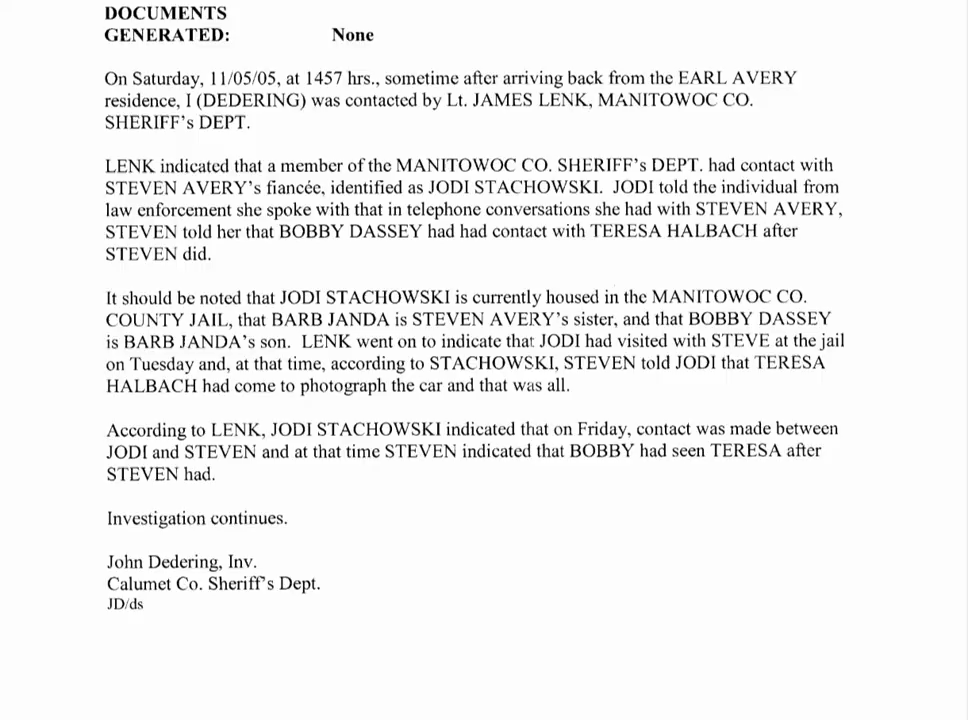 DOCUMENTS
GENERATED: None
On Saturday, 11/05/05, at 1457 hrs., sometime after arriving back from the EARL AVERY
residence, I (DEDERING) was contacted by Lt. JAMES LENK, MANITOWOC CO.
SHERIFF's DEPT.
LENK indicated that a member of the MANITOWOC CO. SHERIFF's DEPT. had contact with
STEVEN AVERY's fiancée, identified as JODI STACHOWSKI. JODI told the individual from
law enforcement she spoke with that in telephone conversations she had with STEVEN AVERY,
STEVEN told her that BOBBY DASSEY had had contact with TERESA HALBACH after
STEVEN did.
It should be noted that JODI STACHOWSKI is currently housed in the MANITOWOC CO.
COUNTY JAIL, that BARB JANDA is STEVEN AVERY's sister, and that BOBBY DASSEY
is BARB JANDA's son. LENK went on to indicate that JODI had visited with STEVE at the jail
on Tuesday and, at that time, according to STACHOWSKI, STEVEN told JODI that TERESA
HALBACH had come to photograph the car and that was all.
According to LENK, JODI STACHOWSKI indicated that on Friday, contact was made between
JODI and STEVEN and at that time STEVEN indicated that BOBBY had seen TERESA after
STEVEN had.
Investigation continues.
John Dedering, Inv.
Calumet Co. Sheriff's Dept.
JD/ds